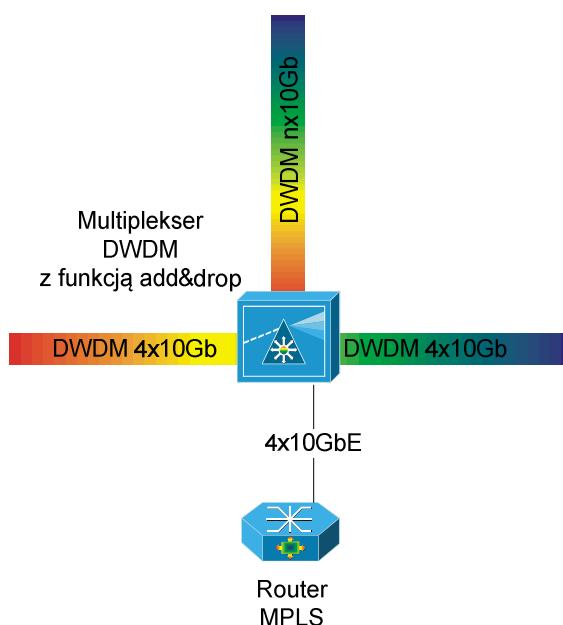 DWDM nx10Gb
Multiplekser
DWDM
z funkcją add&drop
DWDM 4x10Gb
DWDM 4x10Gb
4x10GbE
Router
MPLS